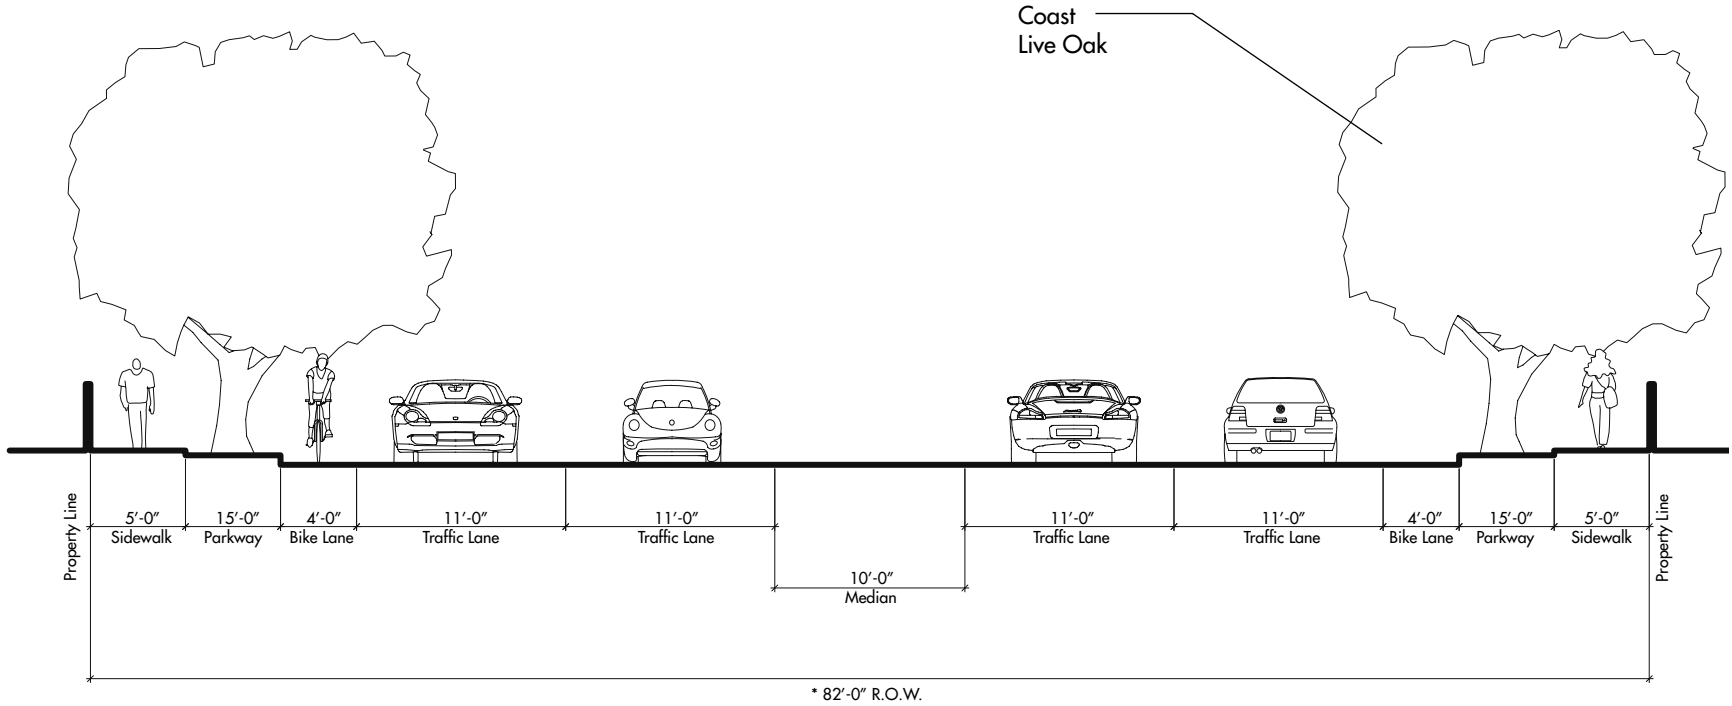 Coast
Live Oak
Property Line
5’-0”
Sidewalk
15’-0”
Parkway
4’-0”
Bike Lane
11’-0”
Traffic Lane
11’-0”
Traffic Lane
10’-0”
Median
11’-0”
Traffic Lane
11’-0”
Traffic Lane
4’-0”
Bike Lane
15’-0”
Parkway
5’-0”
Sidewalk
Property Line
* 82’-0” R.O.W.